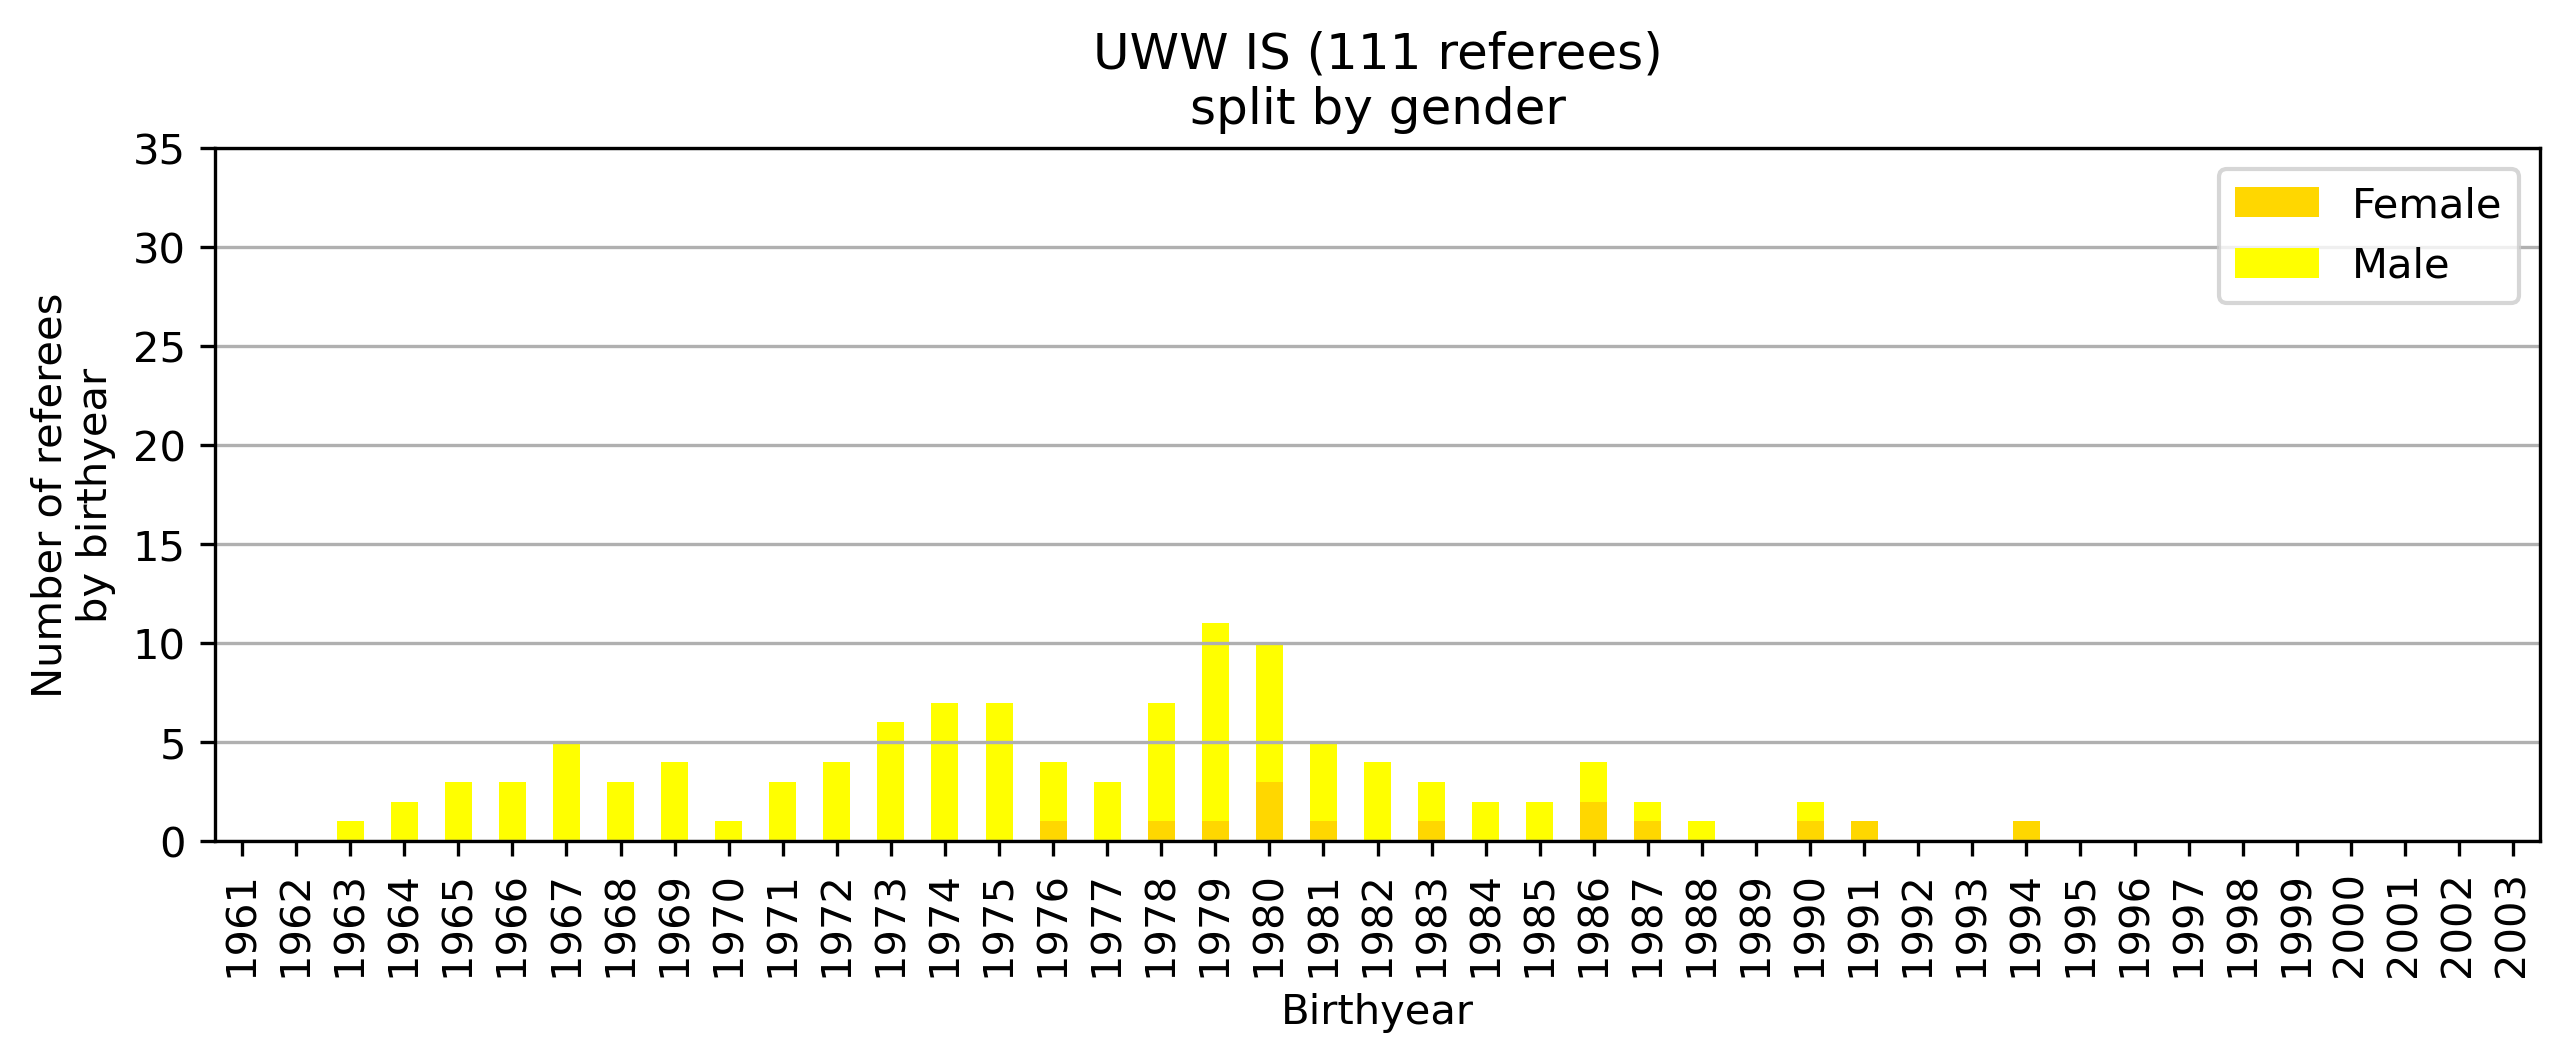 UWW IS (111 referees)
split by gender
35
30
25
20
15
10
5
0
Number of referees
by birthyear
Female
Male
1961 1962 1963 1964 1965 1966 1967 1968 1969 1970 1971 1972 1973 1974 1975 1976 1977 1978 1979 1980 1981 1982 1983 1984 1985 1986 1987 1988 1989 1990 1991 1992 1993 1994 1995 1996 1997 1998 1999 2000 2001 2002 2003
Birthyear